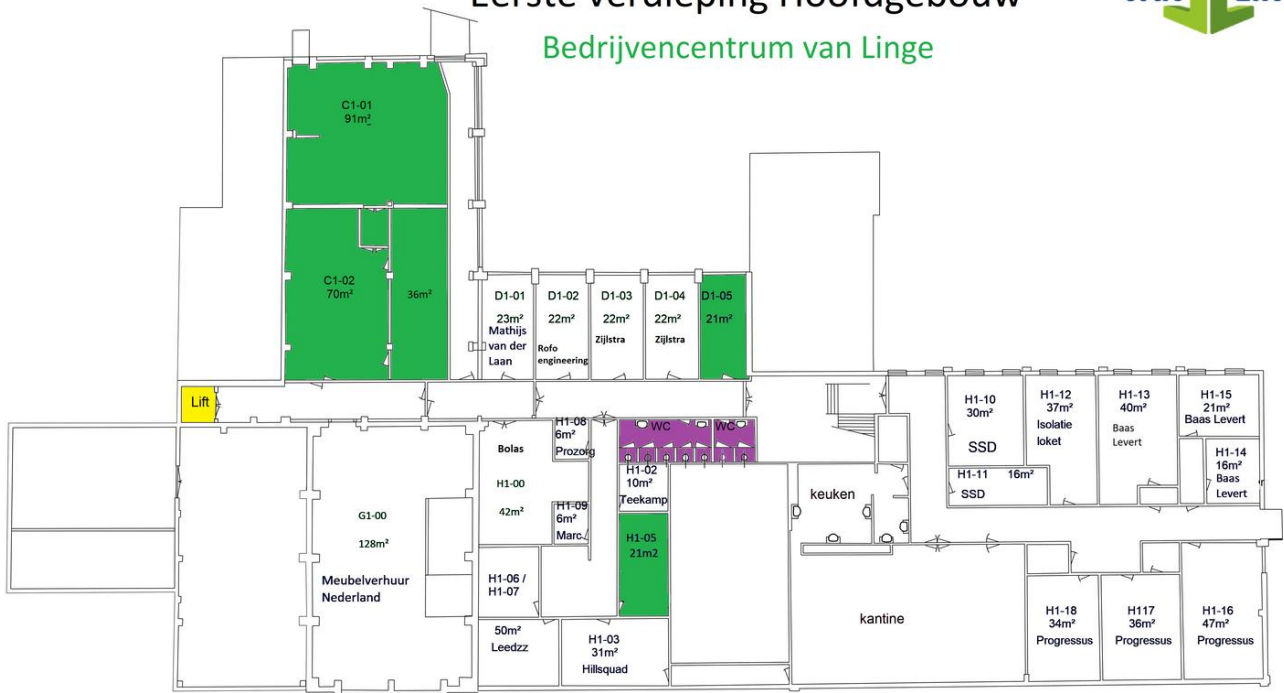 Eerste verdieping Hoofdgebouw
Bedrijvencentrum van Linge
C1-01
91m²
C1-02
70m²
36m²
D1-01
23m²
Mathijs
van der
Laan
D1-02
22m²
Rofo
engineering
D1-03
22m²
Zijlstra
D1-04
22m²
Zijlstra
D1-05
21m²
Lift
H1-10
30m²
SSD
H1-11 16m²
SSD
H1-12
37m²
Isolatie
loket
H1-13
40m²
Baas
Levert
H1-15
21m²
Baas Levert
H1-14
16m²
Baas
Levert
Bolas
H1-00
42m²
H1-08
6m²
Prozorg
WC
WC
H1-02
10m²
Teekamp
H1-09
6m²
Marc
H1-05
21m2
keuken
G1-00
128m²
Meubelverhuur
Nederland
H1-06 /
H1-07
50m²
Leedzz
H1-03
31m²
Hillsquad
kantine
H1-18
34m²
Progressus
H117
36m²
Progressus
H1-16
47m²
Progressus